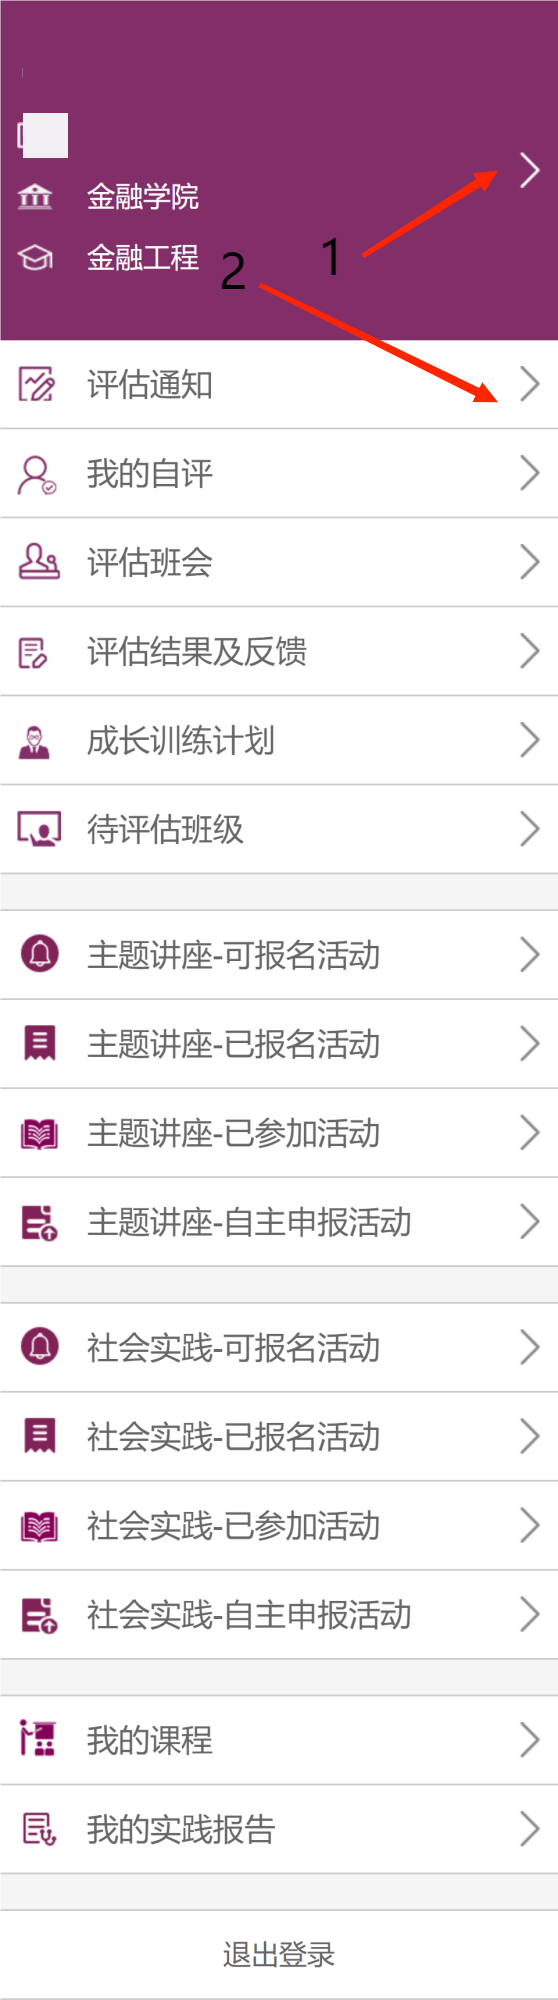 金融学院
金融工程
2
1
评估通知
我的自评
评估班会
评估结果及反馈
成长训练计划
待评估班级
主题讲座-可报名活动
主题讲座-已报名活动
主题讲座-已参加活动
主题讲座-自主申报活动
社会实践-可报名活动
社会实践-已报名活动
社会实践-已参加活动
社会实践-自主申报活动
我的课程
我的实践报告
退出登录